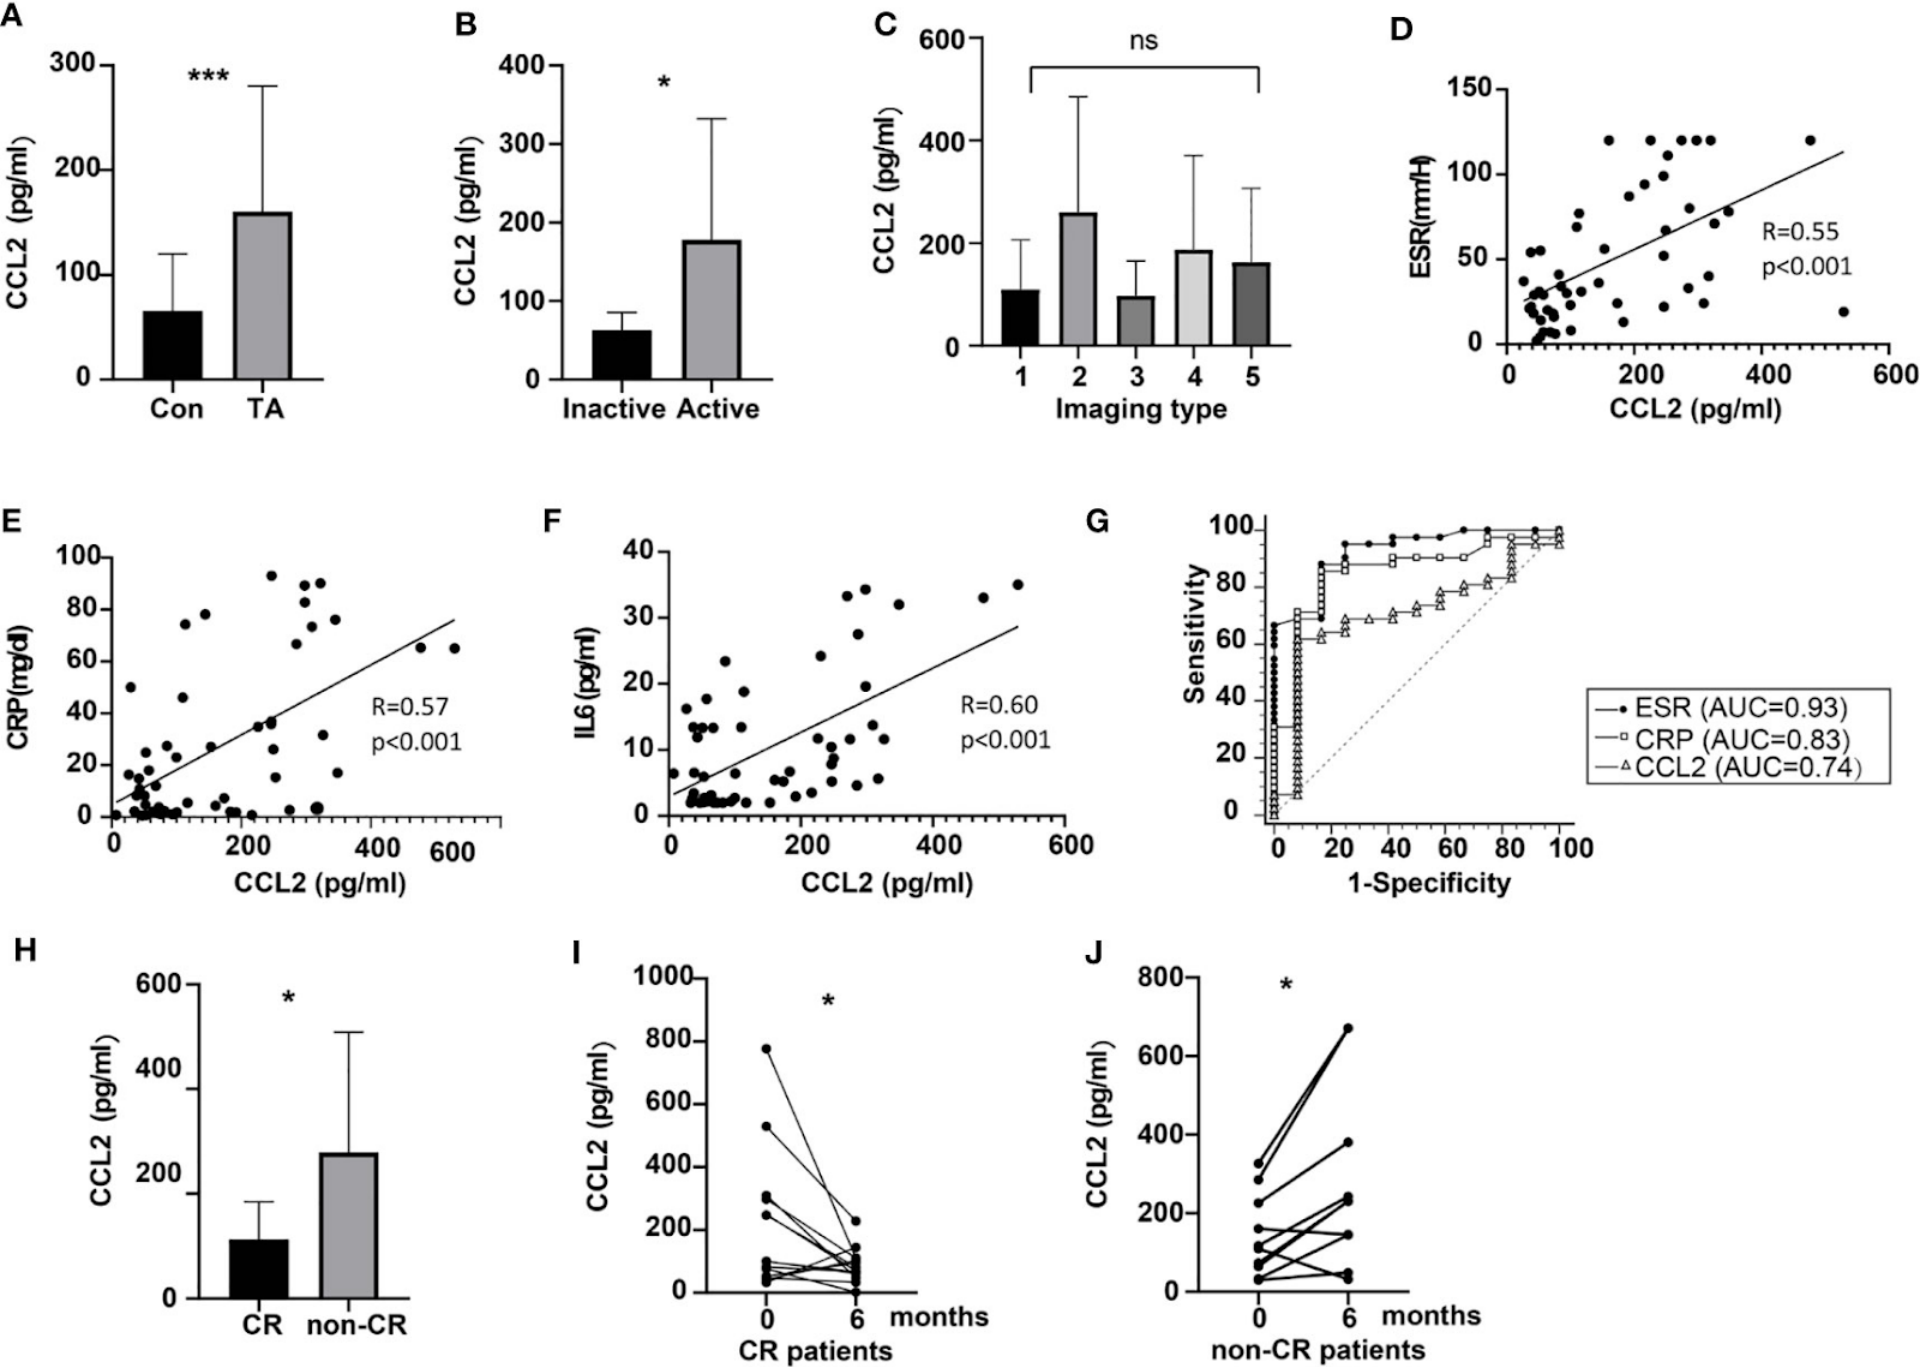 A
CCL2 (pg/ml)
300
200
100
0
***
Con TA
B
CCL2 (pg/ml)
400
300
200
100
0
*
Inactive Active
C
CCL2 (pg/ml)
600
400
200
0
ns
1 2 3 4 5
Imaging type
D
ESR(mm/H)
150
100
50
0
R=0.55
p<0.001
0 200 400 600
CCL2 (pg/ml)
E
CRP(mg/dl)
100
80
60
40
20
0
R=0.57
p<0.001
0 200 400 600
CCL2 (pg/ml)
F
IL6 (pg/ml)
40
30
20
10
0
R=0.60
p<0.001
0 200 400 600
CCL2 (pg/ml)
G
Sensitivity
100
80
60
40
20
0
0 20 40 60 80 100
1-Specificity
ESR (AUC=0.93)
CRP (AUC=0.83)
CCL2 (AUC=0.74)
H
CCL2 (pg/ml)
600
400
200
0
*
CR non-CR
I
CCL2 (pg/ml)
1000
800
600
400
200
0
*
0 6 months
CR patients
J
CCL2 (pg/ml)
800
600
400
200
0
*
0 6 months
non-CR patients